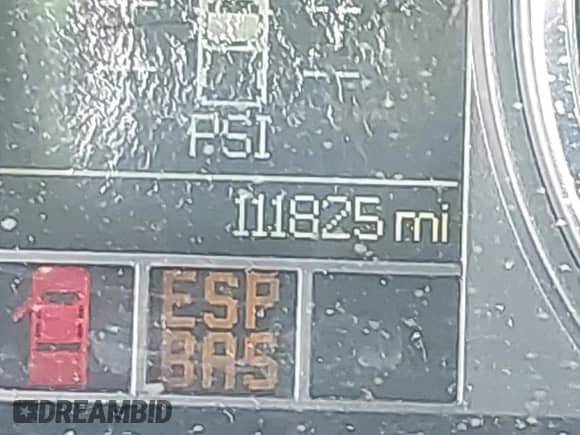 -- --
-- --
PSI
111825 mi
ESP
BAS
DREAMBID